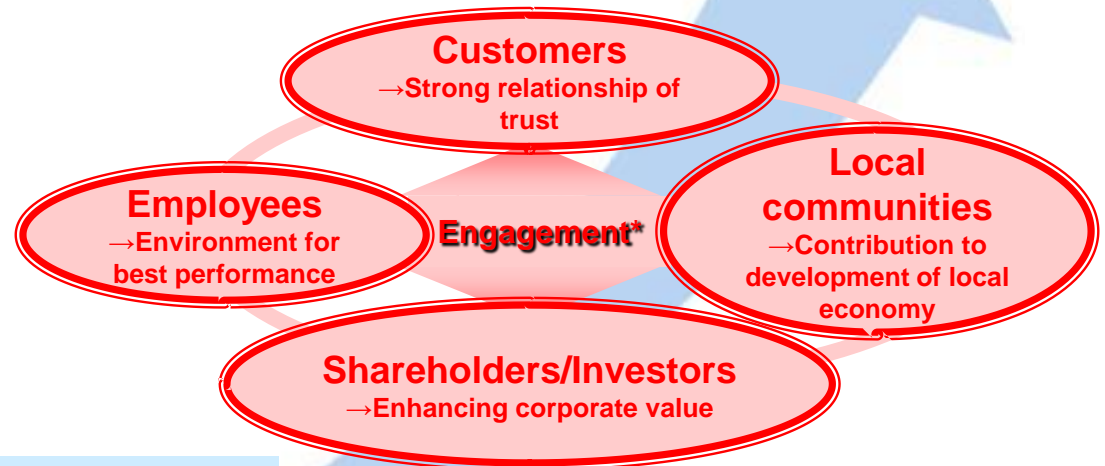 Customers
→Strong relationship of
trust
Employees
→Environment for
best performance
Engagement*
Local
communities
→Contribution to
development of local
economy
Shareholders/Investors
→Enhancing corporate value